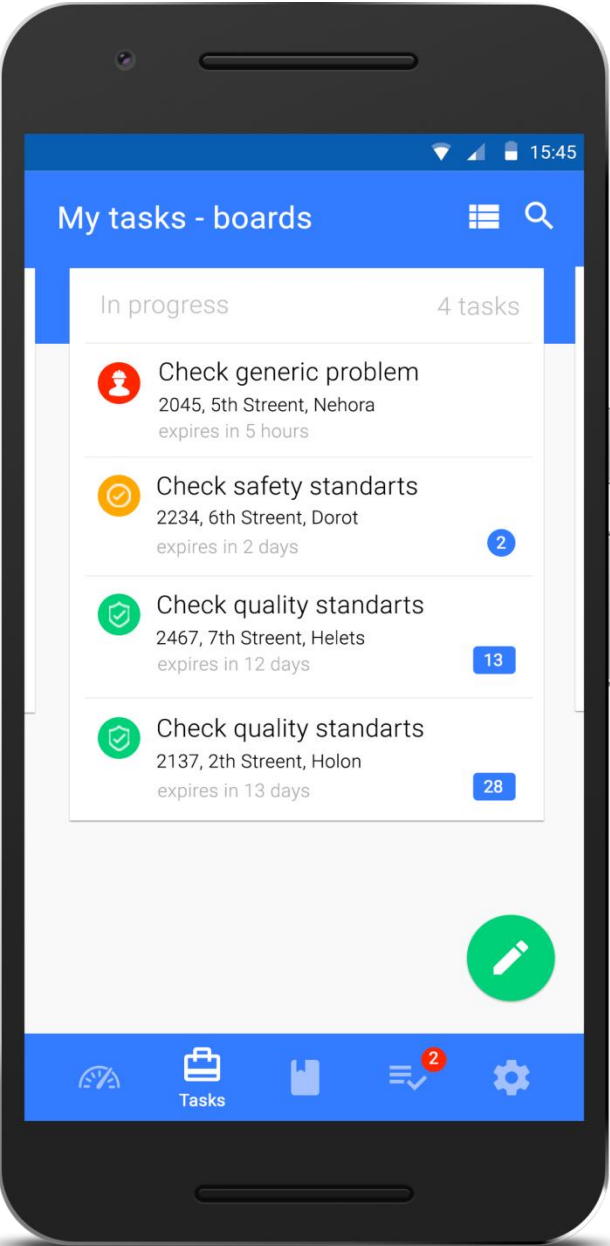 15:45
My tasks - boards
In progress 4 tasks
Check generic problem
2045, 5th Streent, Nehora
expires in 5 hours
Check safety standarts
2234, 6th Streent, Dorot
expires in 2 days
2
Check quality standarts
2467, 7th Streent, Helets
expires in 12 days
13
Check quality standarts
2137, 2th Streent, Holon
expires in 13 days
28
2
Tasks